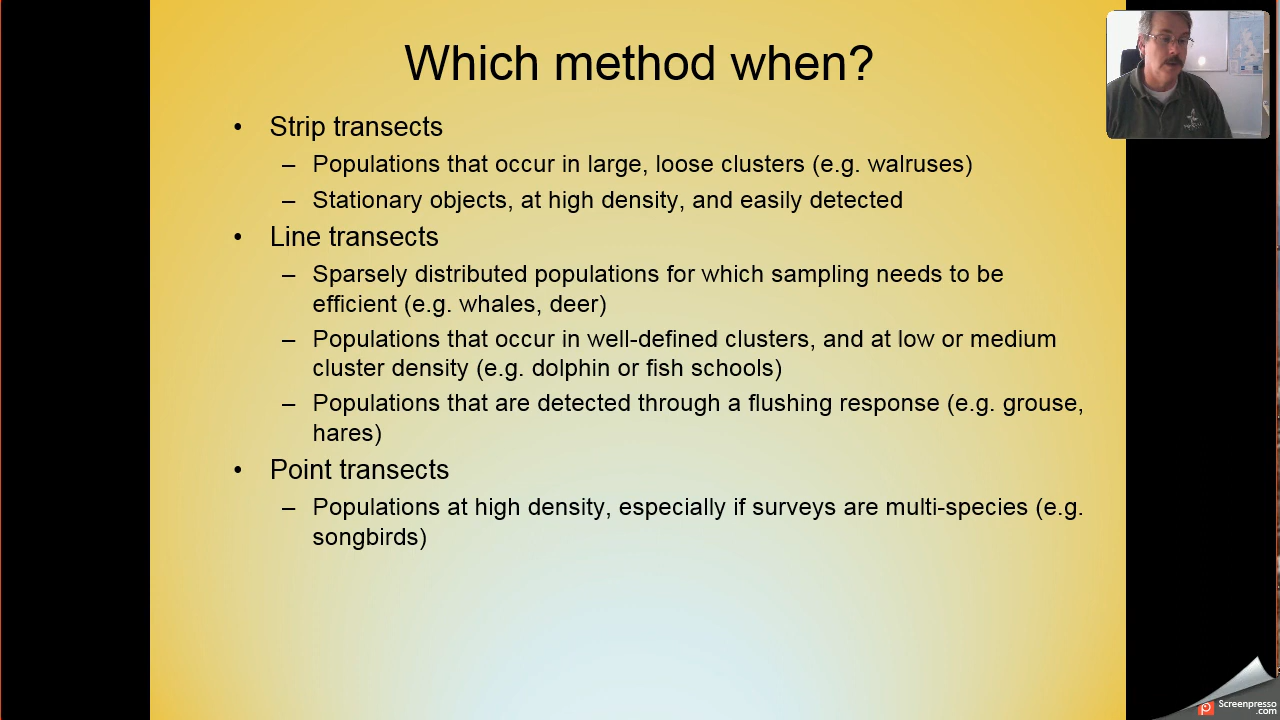 Which method when?
• Strip transects
– Populations that occur in large, loose clusters (e.g. walruses)
– Stationary objects, at high density, and easily detected
• Line transects
– Sparsely distributed populations for which sampling needs to be
efficient (e.g. whales, deer)
– Populations that occur in well-defined clusters, and at low or medium
cluster density (e.g. dolphin or fish schools)
– Populations that are detected through a flushing response (e.g. grouse,
hares)
• Point transects
– Populations at high density, especially if surveys are multi-species (e.g.
songbirds)
Screenpresso
.com